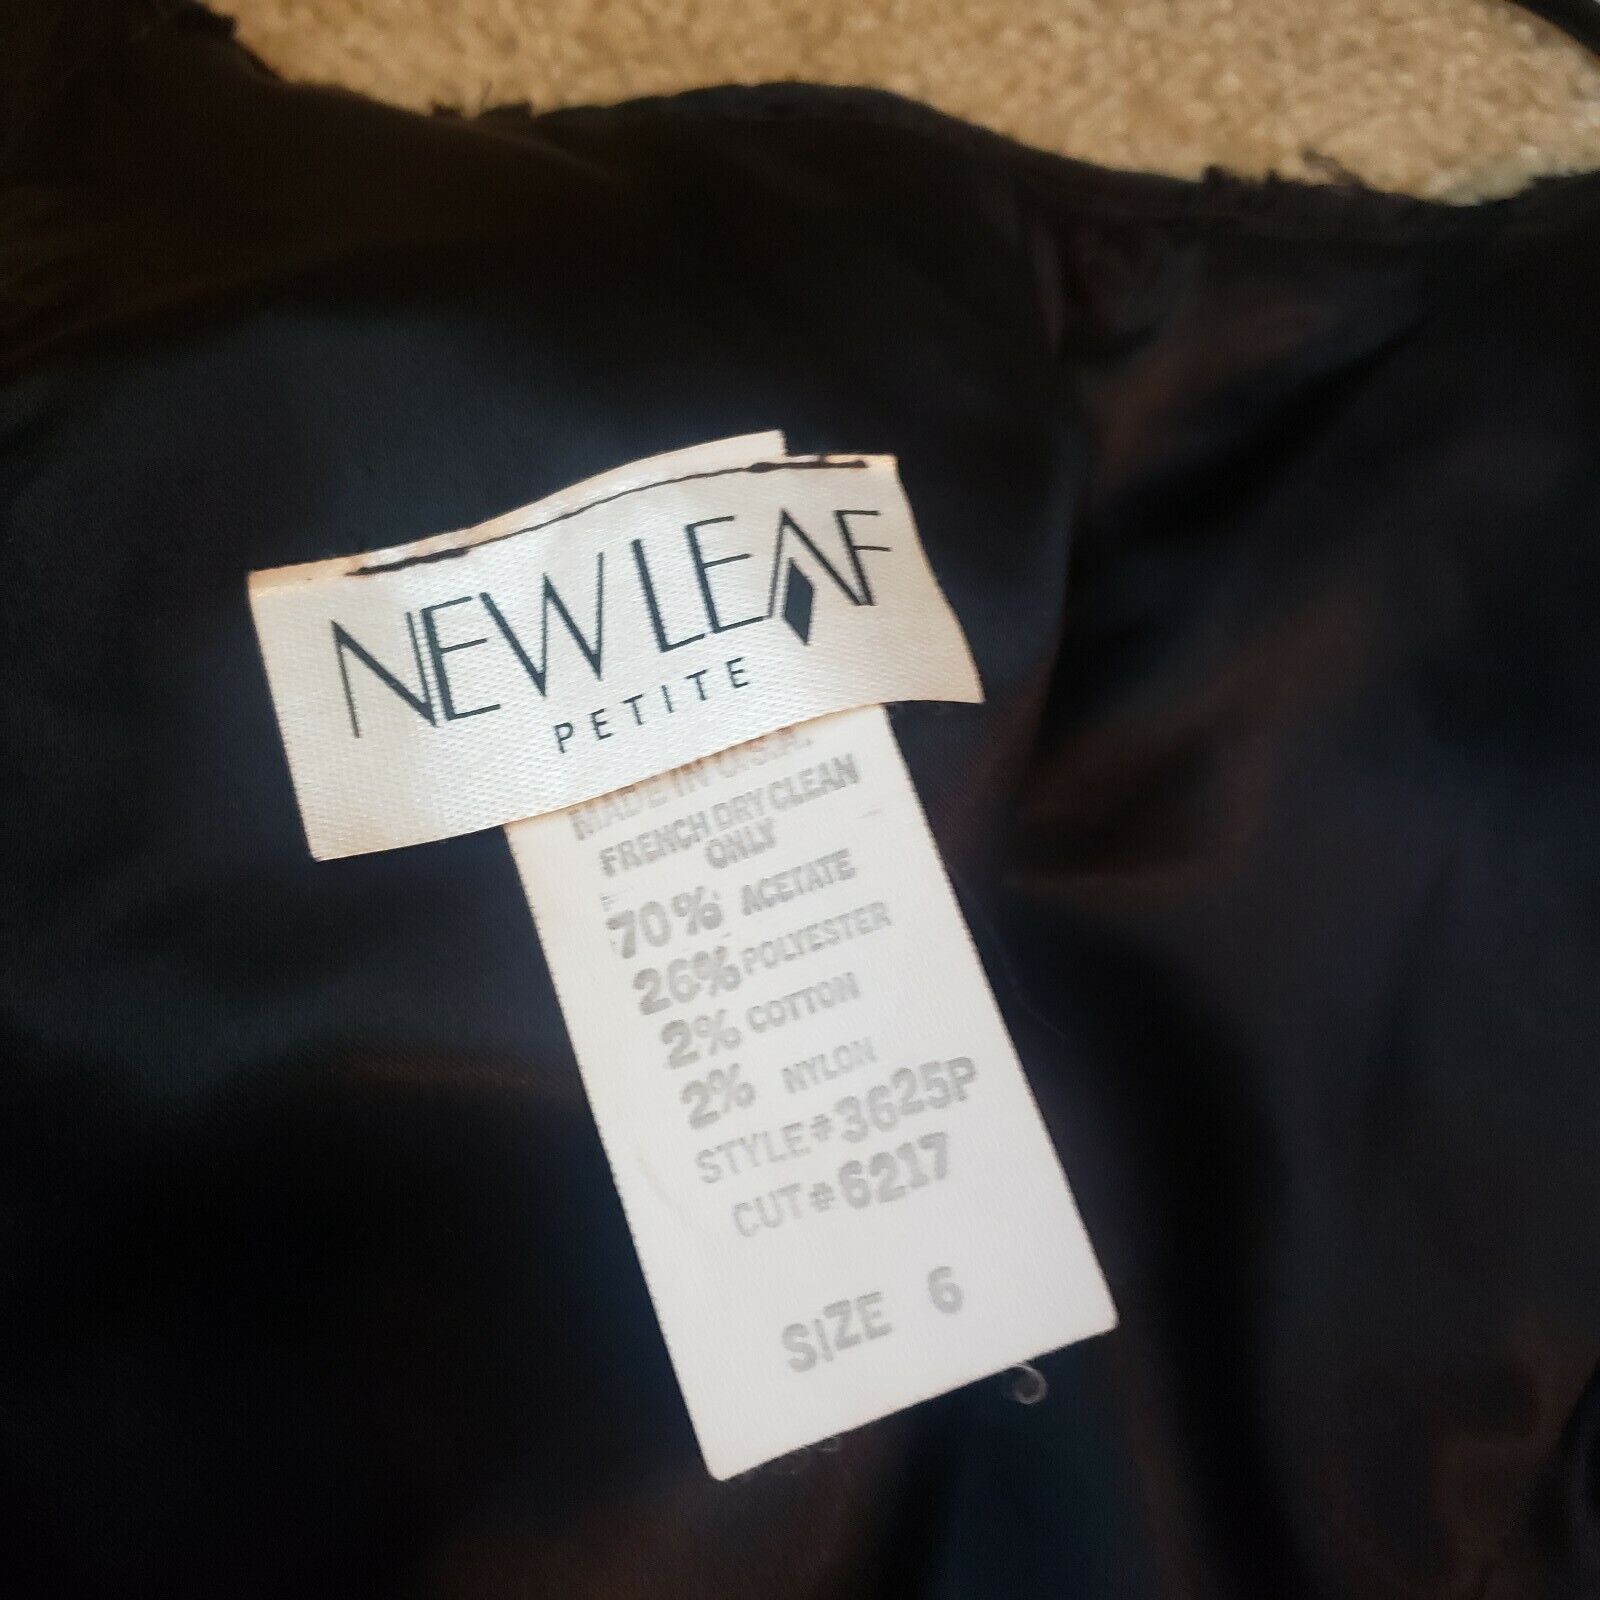 NEW LEAF
PETITE
MADE IN U.S.A.
FRENCH DRY CLEAN
ONLY
70% ACETATE
26% POLYESTER
2% COTTON
2% NYLON
STYLE#3625P
CUT#6217
SIZE 6